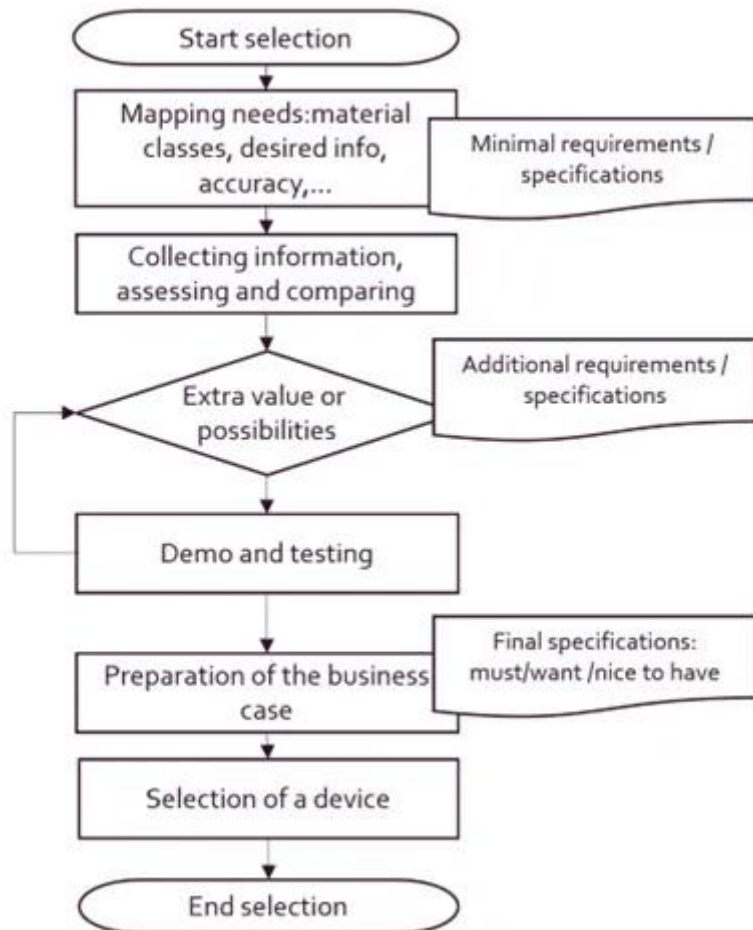 Start selection
Mapping needs:material
classes, desired info,
accuracy,...
Minimal requirements /
specifications
Collecting information,
assessing and comparing
Extra value or
possibilities
Additional requirements /
specifications
Demo and testing
Final specifications:
must/want /nice to have
Preparation of the business
case
Selection of a device
End selection